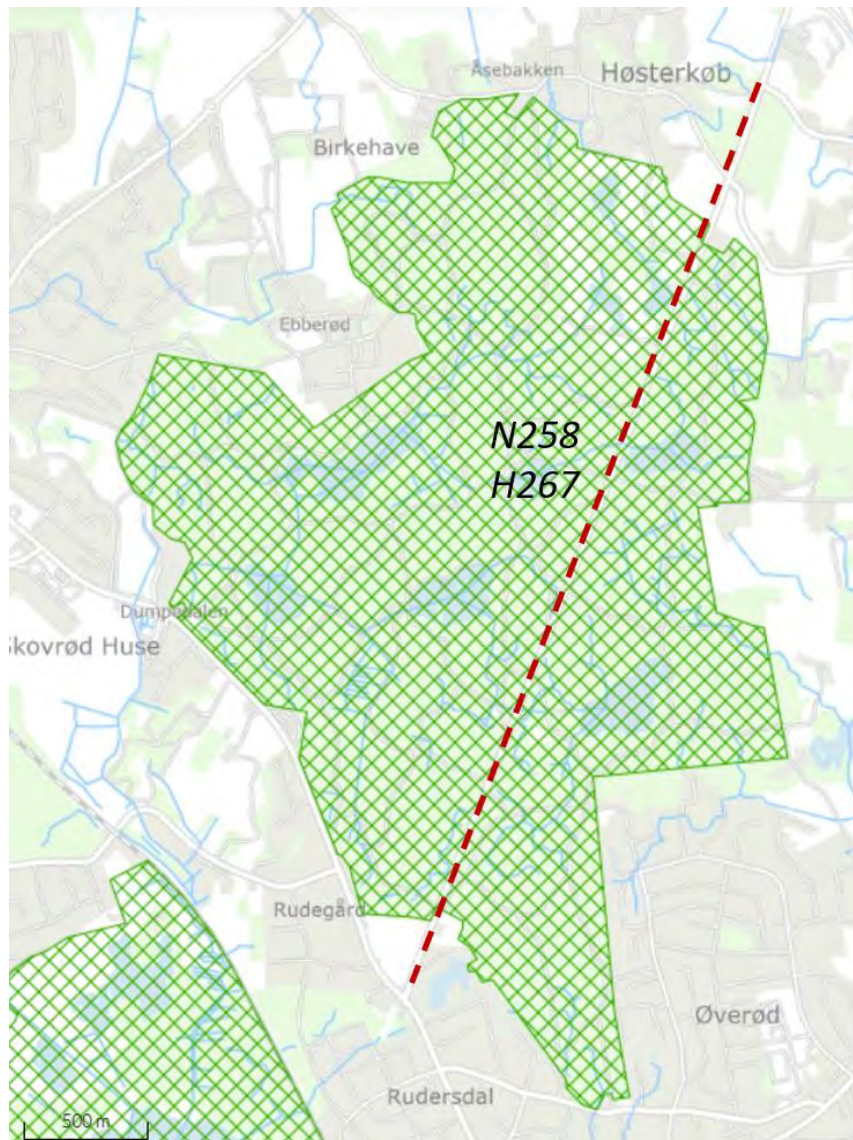 Åsebakken
Høsterkøb
Birkehave
Ebberød
N258
H267
Dumpedalen
Skovrød Huse
Rudegård
Øverød
Rudersdal
500 m